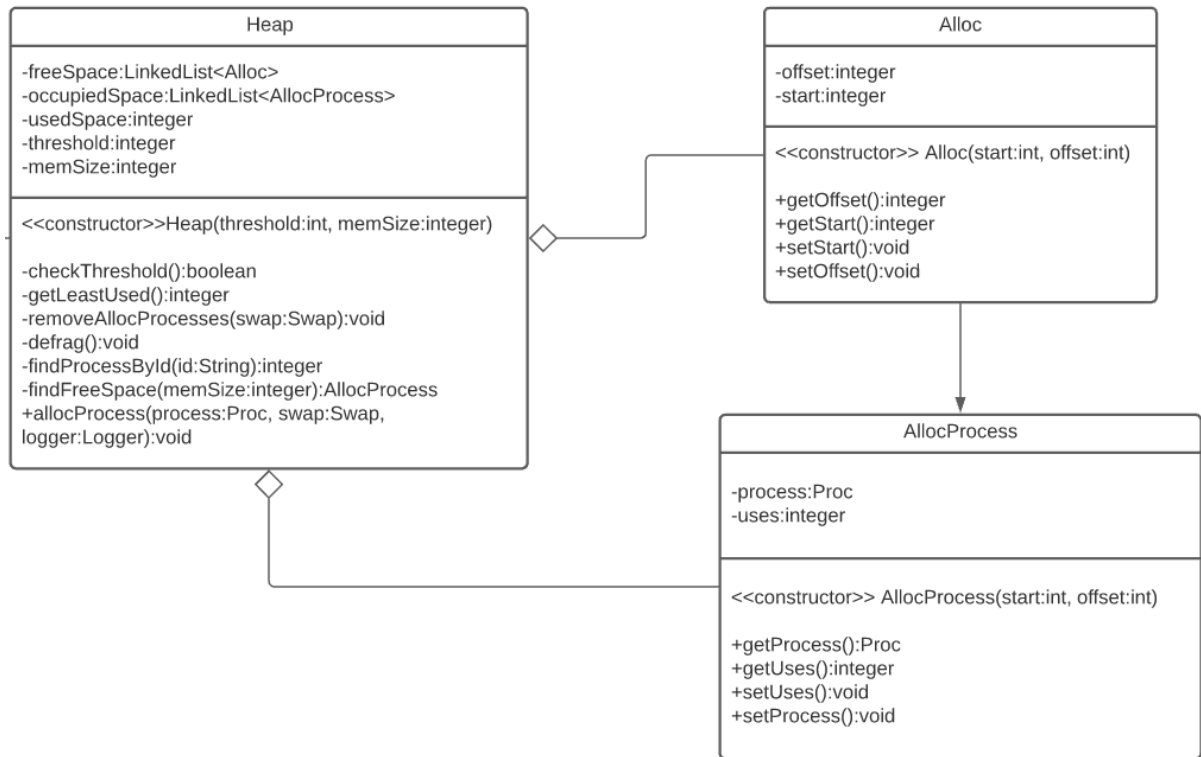 Heap
-freeSpace:LinkedList<Alloc>
-occupiedSpace:LinkedList<AllocProcess>
-usedSpace:integer
-threshold:integer
-memSize:integer
<<constructor>>Heap(threshold:int, memSize:integer)
-checkThreshold():boolean
-getLeastUsed():integer
-removeAllocProcesses(swap:Swap):void
-defrag():void
-findProcessById(id:String):integer
-findFreeSpace(memSize:integer):AllocProcess
+allocProcess(process:Proc, swap:Swap,
logger:Logger):void
Alloc
-offset:integer
-start:integer
<<constructor>> Alloc(start:int, offset:int)
+getOffset():integer
+getStart():integer
+setStart():void
+setOffset():void
AllocProcess
-process:Proc
-uses:integer
<<constructor>> AllocProcess(start:int, offset:int)
+getProcess():Proc
+getUses():integer
+setUses():void
+setProcess():void